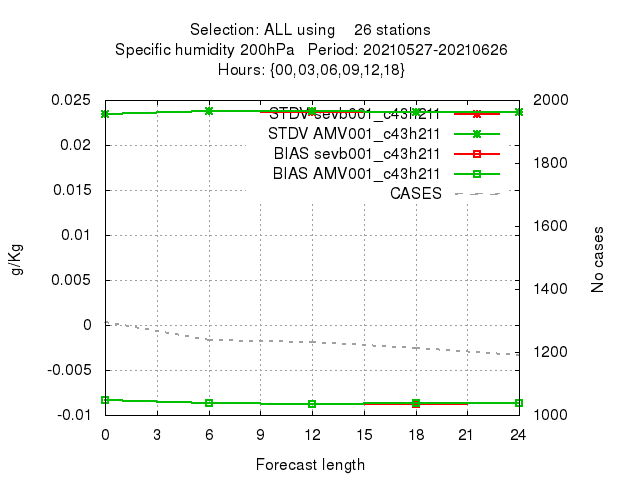 Selection: ALL using 26 stations
Specific humidity 200hPa Period: 20210527-20210626
Hours: {00,03,06,09,12,18}
0.025
2000
STDV sevb001_c43h211
STDV AMV001_c43h211
BIAS sevb001_c43h211
BIAS AMV001_c43h211
CASES
0.02
0.015
0.01
0.005
0
-0.005
-0.01
1800
1600
1400
1200
1000
g/Kg
No cases
0 3 6 9 12 15 18 21 24
Forecast length